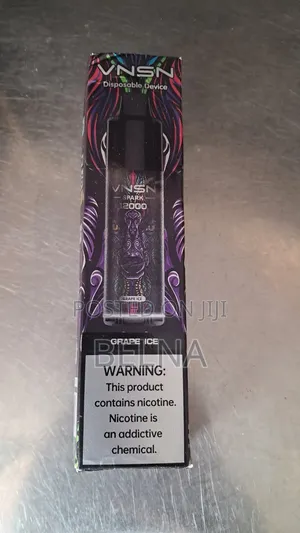 VNSN
Disposable Device
VNSN
SPARK
12000
GRAPE ICE
POSTED ON JIJI
GRAPE ICE
BELNA
WARNING:
This product
contains nicotine.
Nicotine is
an addictive
chemical.